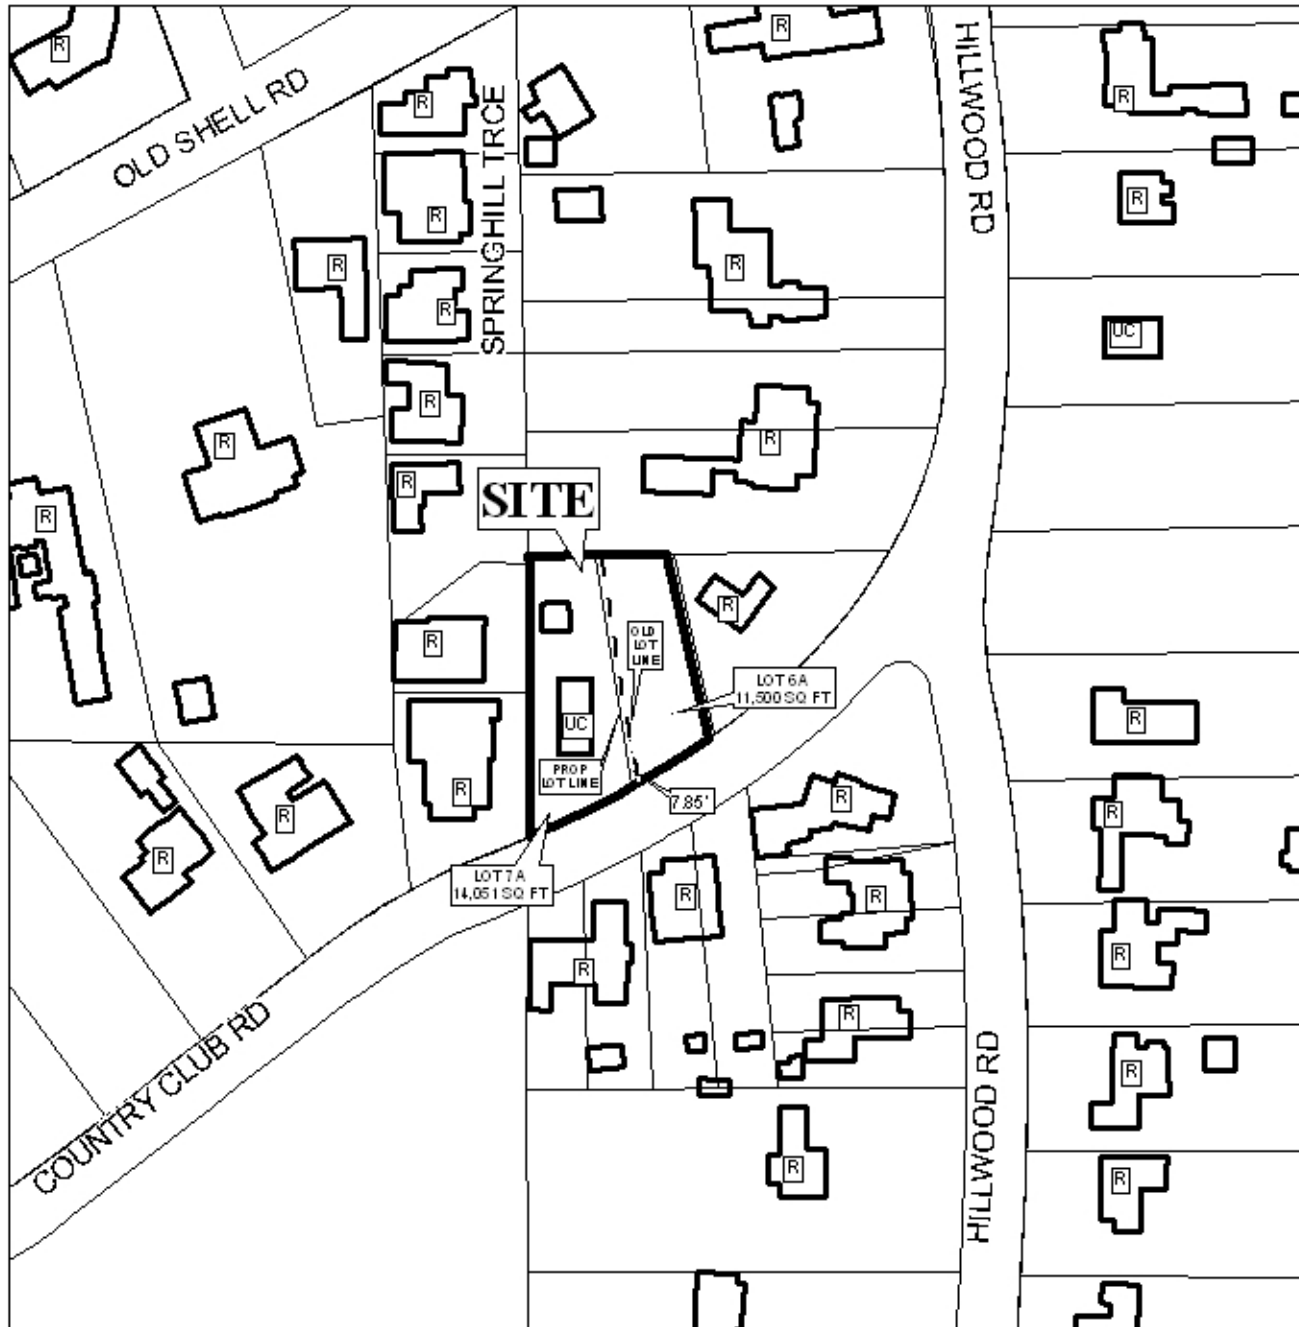 R
R
HILLWOOD RD
R
R
OLD SHELL RD
SPRINGHILL TRCE
R
R
R
R
R
UC
R
R
R
R
R
SITE
R
R
R
OLD
LOT
LINE
LOT 6A
11,500 SQ FT
UC
R
PROP
LOT LINE
7.85'
R
R
R
R
R
LOT 7A
14,051 SQ FT
R
R
R
R
COUNTRY CLUB RD
R
HILLWOOD RD
R
R
R